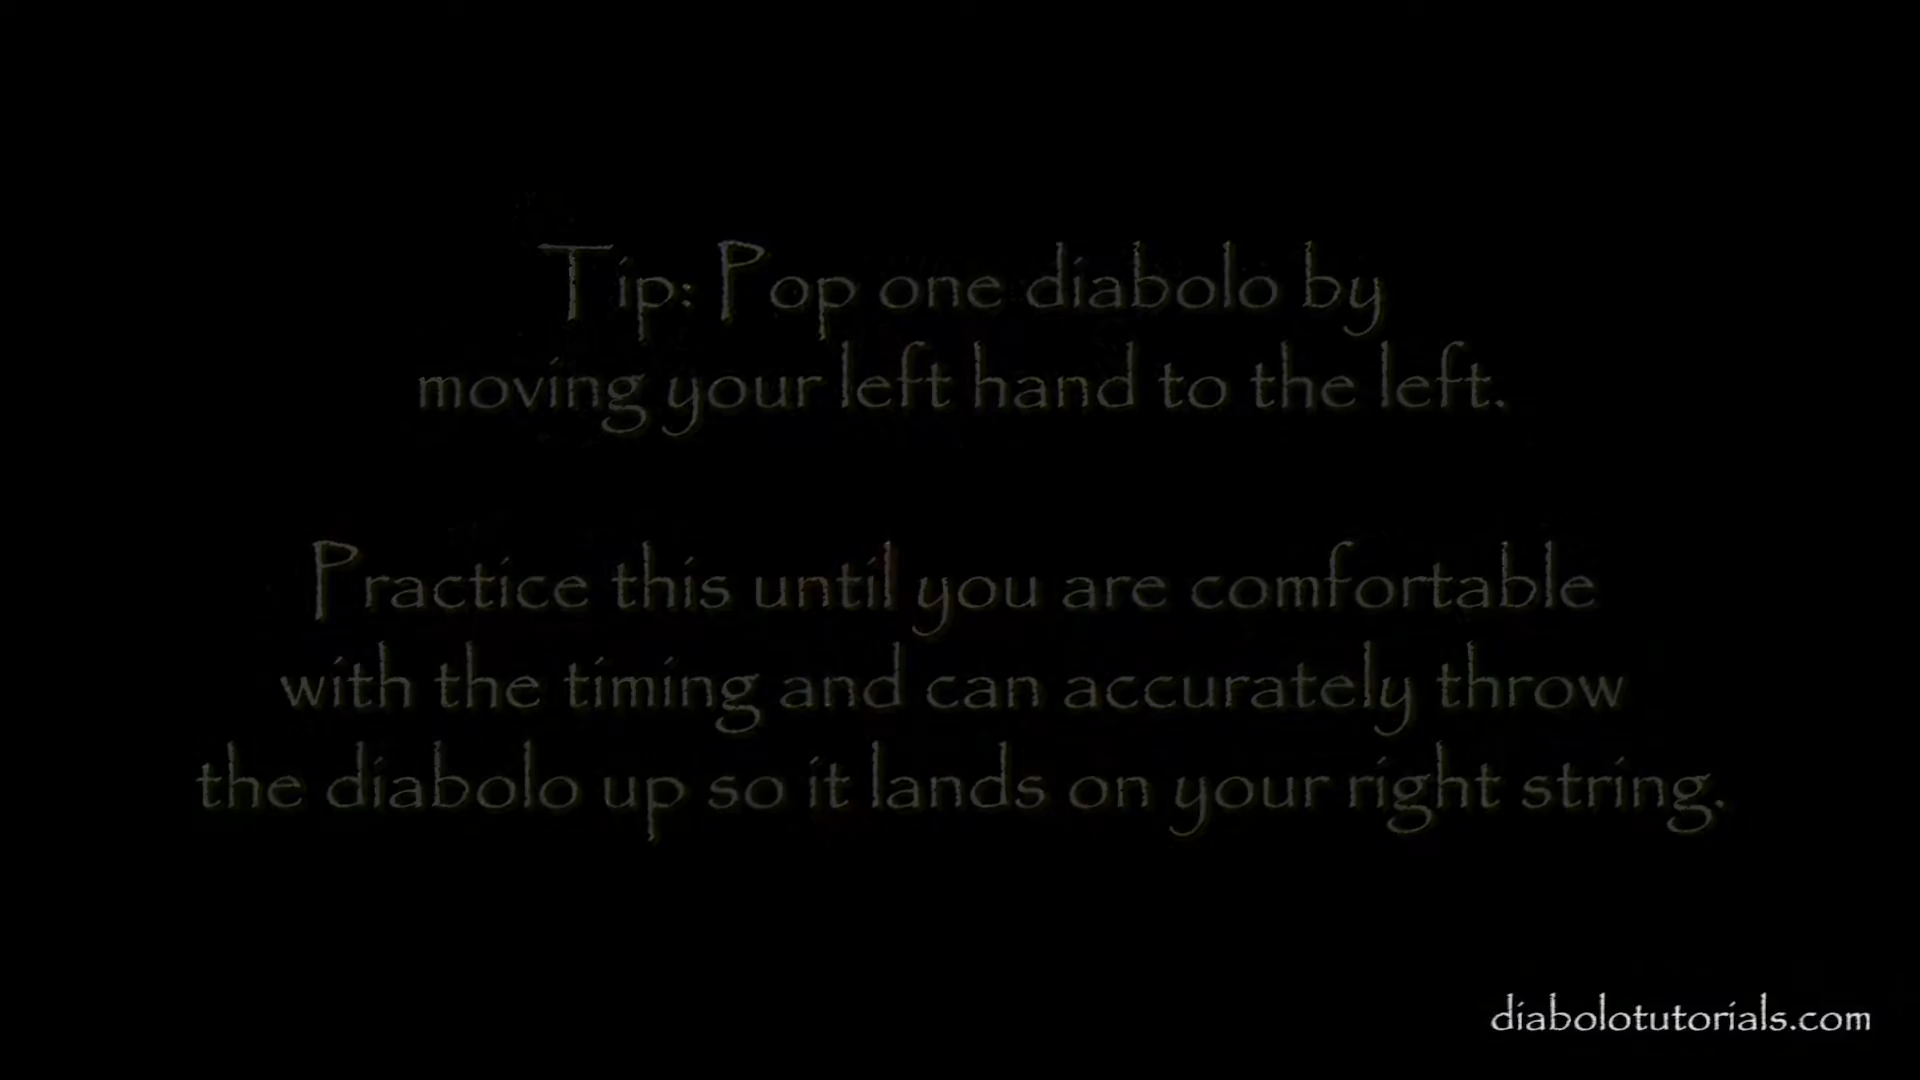 Tip: Pop one diabolo by
moving your left hand to the left.
Practice this until you are comfortable
with the timing and can accurately throw
the diabolo up so it lands on your right string.
diabolotutorials.com